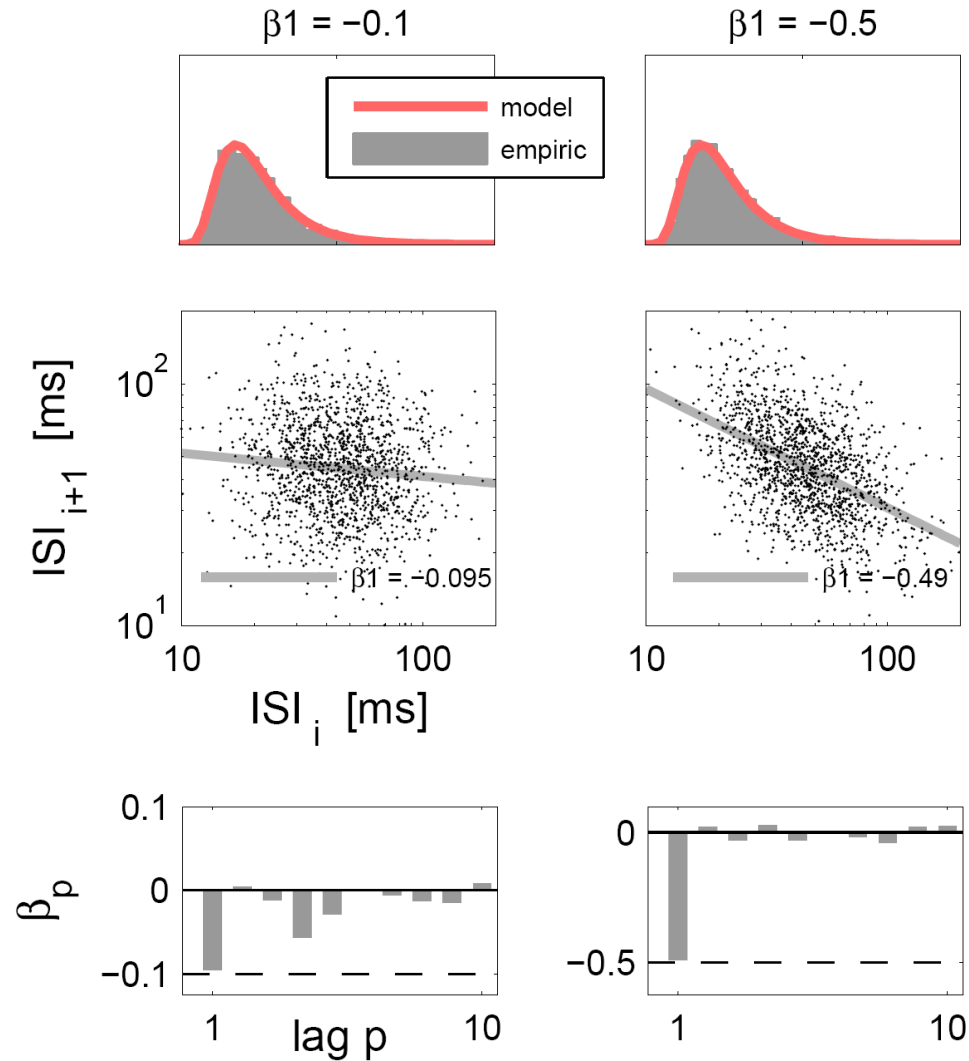 β1 = −0.1
β1 = −0.5
model
empiric
ISI i+1 [ms]
10^2
10^1
β1 = −0.095
β1 = −0.49
10
100
10
100
ISI i [ms]
β p
0.1
0
−0.1
0
−0.5
1
10
1
10
lag p